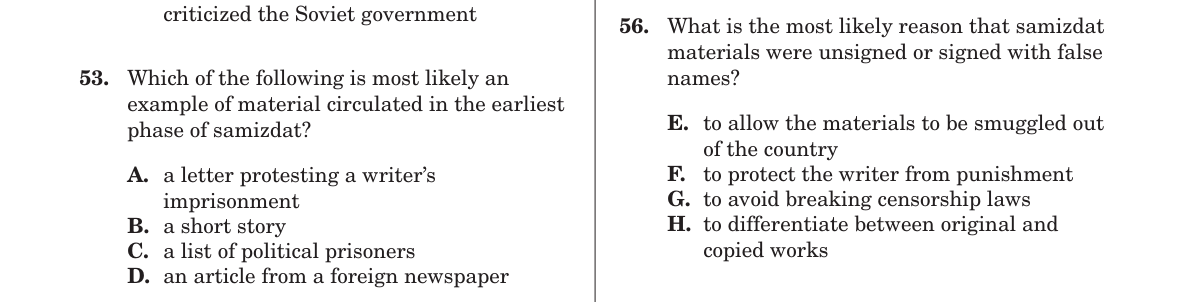 criticized the Soviet government
53. Which of the following is most likely an
example of material circulated in the earliest
phase of samizdat?
A. a letter protesting a writer’s
imprisonment
B. a short story
C. a list of political prisoners
D. an article from a foreign newspaper
56. What is the most likely reason that samizdat
materials were unsigned or signed with false
names?
E. to allow the materials to be smuggled out
of the country
F. to protect the writer from punishment
G. to avoid breaking censorship laws
H. to differentiate between original and
copied works